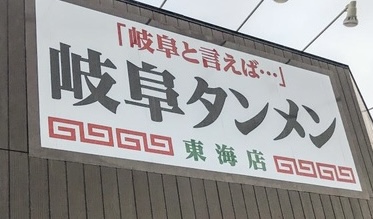 「岐阜と言えば…」
岐阜タンメン
東海店